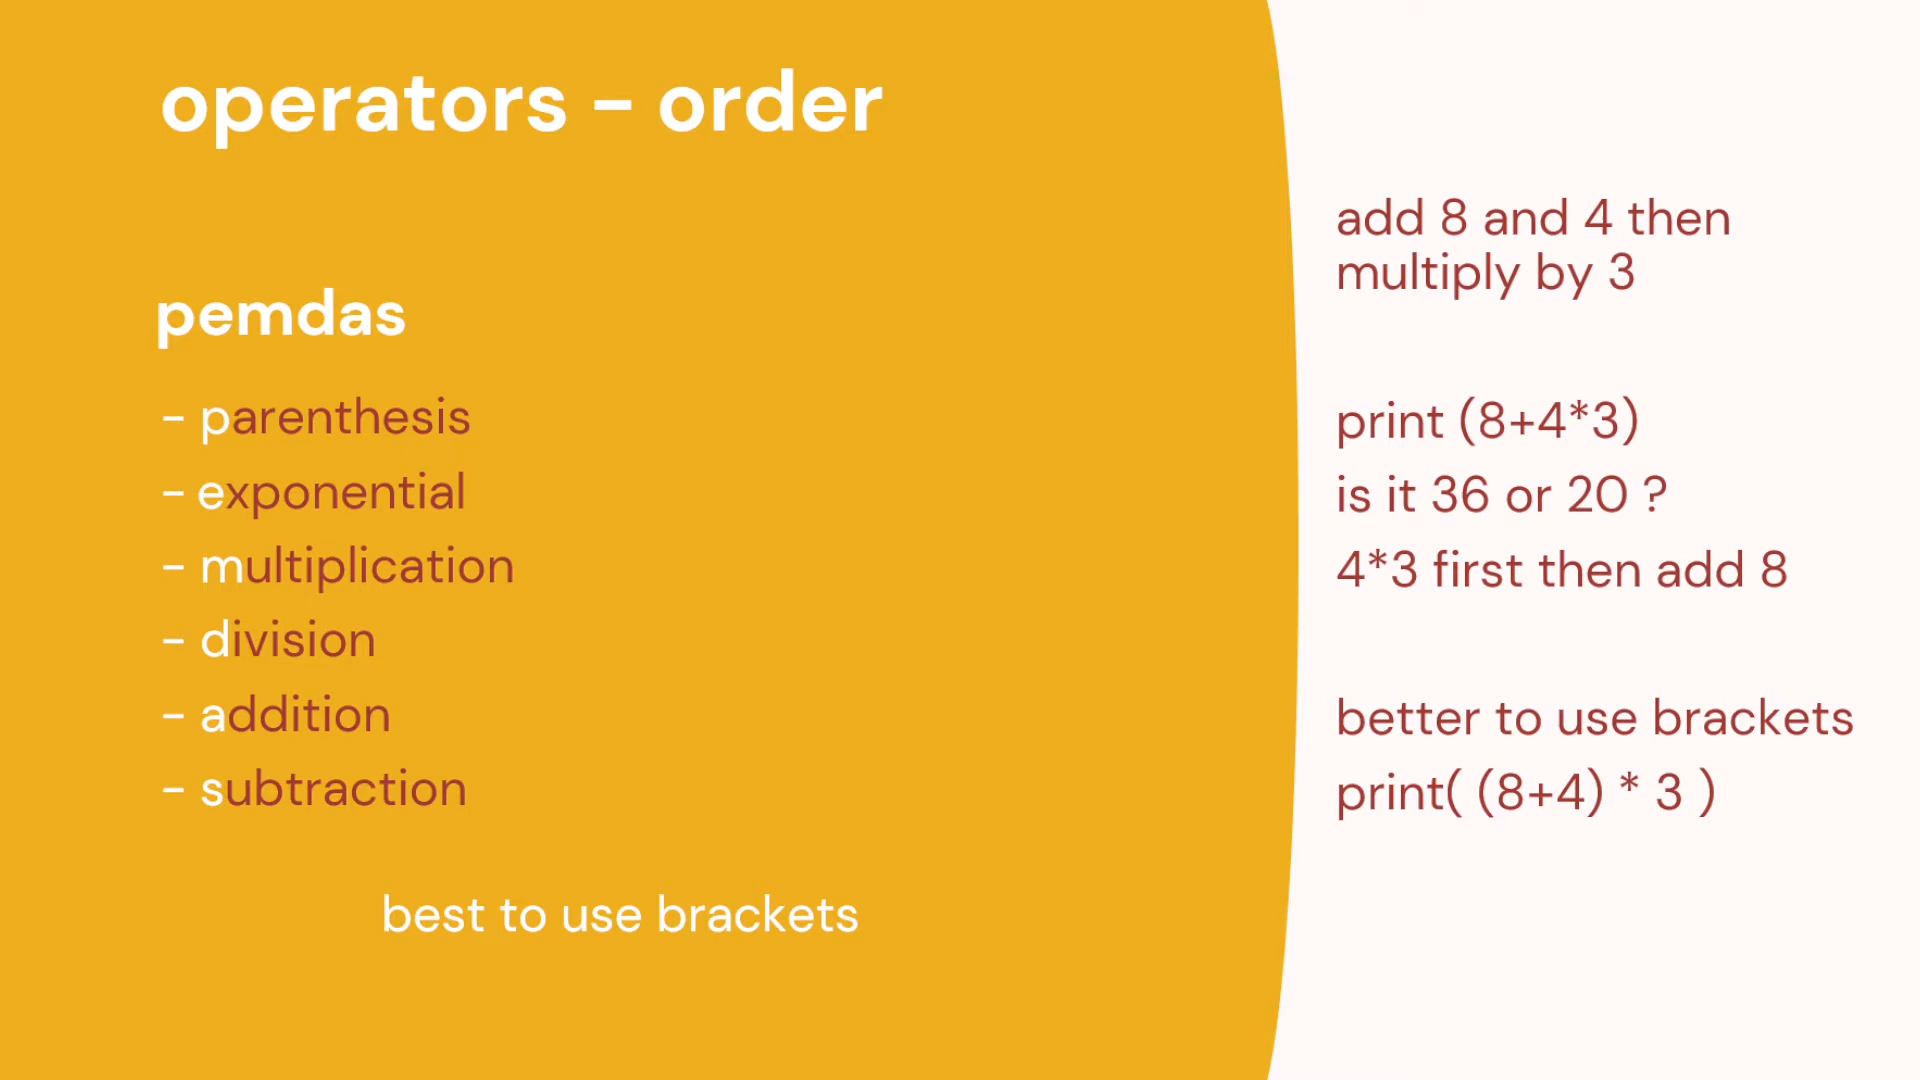 operators - order
pemdas
- parenthesis
- exponential
- multiplication
- division
- addition
- subtraction
best to use brackets
add 8 and 4 then
multiply by 3
print (8+4*3)
is it 36 or 20 ?
4*3 first then add 8
better to use brackets
print( (8+4) * 3 )